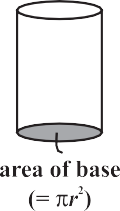 area of base
(= πr²)